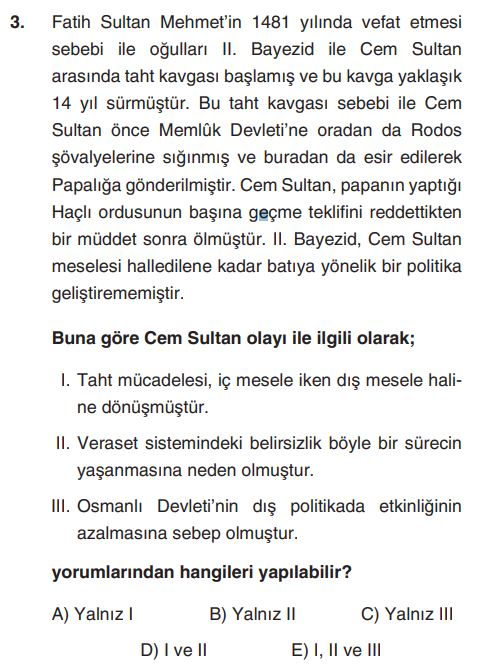 3. Fatih Sultan Mehmet’in 1481 yılında vefat etmesi
sebebi ile oğulları II. Bayezid ile Cem Sultan
arasında taht kavgası başlamış ve bu kavga yaklaşık
14 yıl sürmüştür. Bu taht kavgası sebebi ile Cem
Sultan önce Memlûk Devleti’ne oradan da Rodos
şövalyelerine sığınmış ve buradan da esir edilerek
Papalığa gönderilmiştir. Cem Sultan, papanın yaptığı
Haçlı ordusunun başına geçme teklifini reddettikten
bir müddet sonra ölmüştür. II. Bayezid, Cem Sultan
meselesi halledilene kadar batıya yönelik bir politika
geliştirememiştir.
Buna göre Cem Sultan olayı ile ilgili olarak;
I. Taht mücadelesi, iç mesele iken dış mesele hali-
ne dönüşmüştür.
II. Veraset sistemindeki belirsizlik böyle bir sürecin
yaşanmasına neden olmuştur.
III. Osmanlı Devleti’nin dış politikada etkinliğinin
azalmasına sebep olmuştur.
yorumlarından hangileri yapılabilir?
A) Yalnız I B) Yalnız II C) Yalnız III
D) I ve II E) I, II ve III